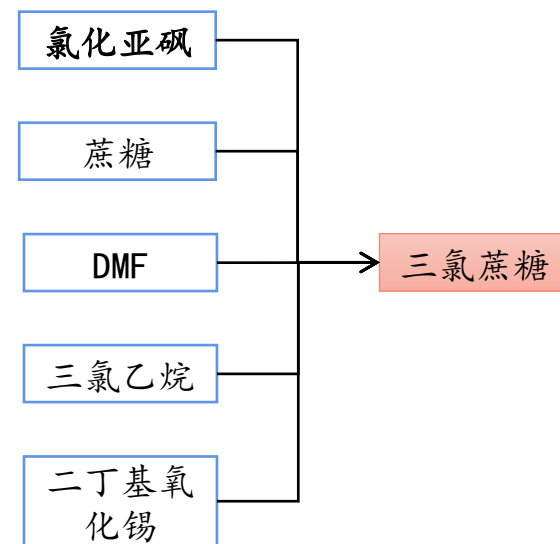 氯化亚砜
蔗糖
DMF
三氯蔗糖
三氯乙烷
二丁基氧
化锡